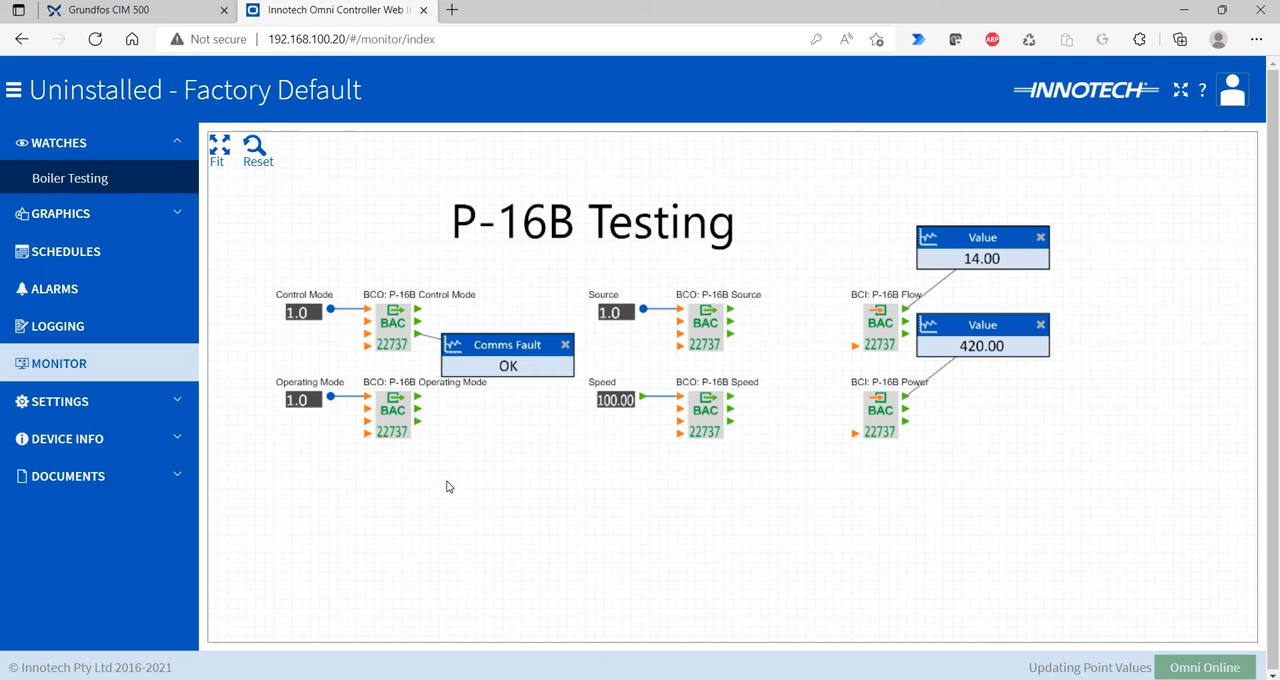 Grundfos CIM 500
Innotech Omni Controller Web I
Not secure
192.168.100.20/#/monitor/index
ABP
Uninstalled - Factory Default
INNOTECH
?
WATCHES
Boiler Testing
GRAPHICS
SCHEDULES
ALARMS
LOGGING
MONITOR
SETTINGS
DEVICE INFO
DOCUMENTS
Fit
Reset
P-16B Testing
Value
14.00
Control Mode
BCO: P-16B Control Mode
Source
BCO: P-16B Source
BCI: P-16B Flow
1.0
BAC
22737
1.0
BAC
22737
BAC
22737
Value
420.00
Comms Fault
OK
Operating Mode
BCO: P-16B Operating Mode
Speed
BCO: P-16B Speed
BCI: P-16B Power
1.0
BAC
22737
100.00
BAC
22737
BAC
22737
© Innotech Pty Ltd 2016-2021
Updating Point Values
Omni Online